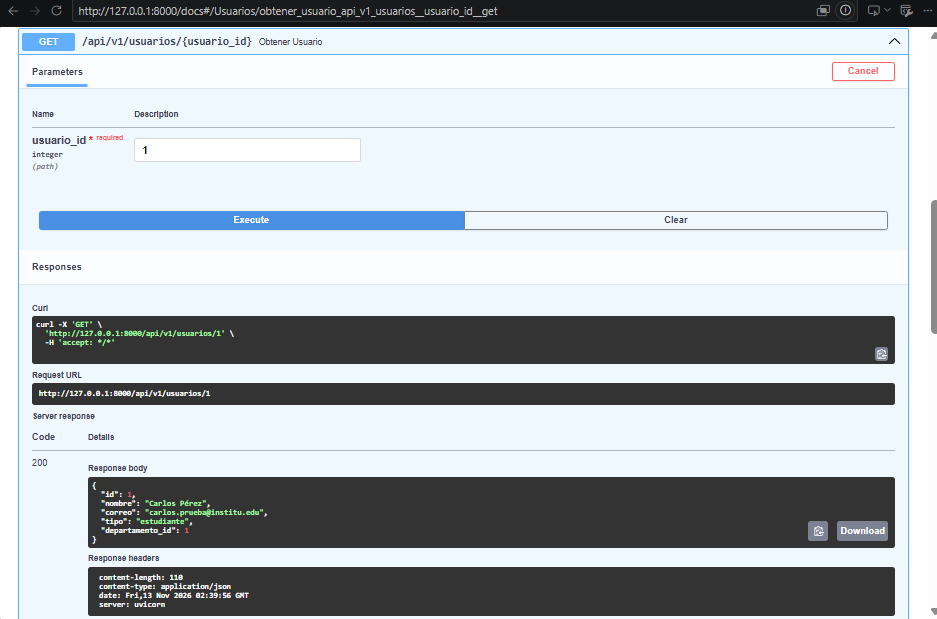 http://127.0.0.1:8000/docs#/Usuarios/obtener_usuario_api_v1_usuarios__usuario_id__get
GET /api/v1/usuarios/{usuario_id} Obtener Usuario
Parameters
Cancel
Name Description
usuario_id * required
integer
(path)
1
Execute Clear
Responses
Curl
curl -X 'GET' \
'http://127.0.0.1:8000/api/v1/usuarios/1' \
-H 'accept: */*'
Request URL
http://127.0.0.1:8000/api/v1/usuarios/1
Server response
Code Details
200
Response body
{
"id": 1,
"nombre": "Carlos Pérez",
"correo": "carlos.prueba@institu.edu",
"tipo": "estudiante",
"departamento_id": 1
}
Download
Response headers
content-length: 110
content-type: application/json
date: Fri,13 Nov 2026 02:39:56 GMT
server: uvicorn